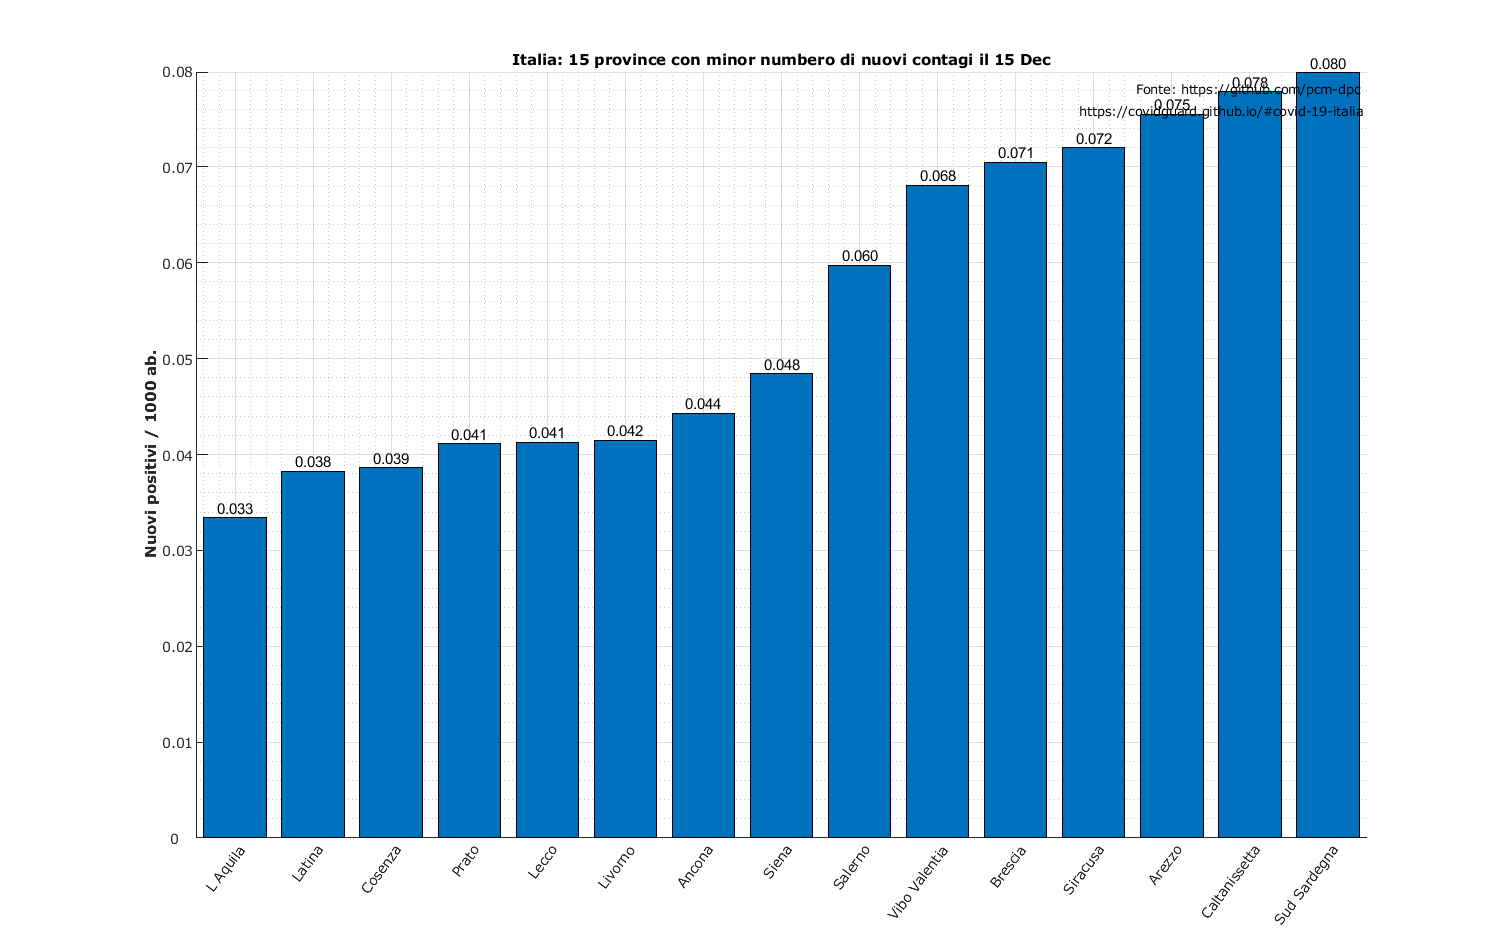 Italia: 15 province con minor numbero di nuovi contagi il 15 Dec
Fonte: https://github.com/pcm-dpc
https://covidguard.github.io/#covid-19-italia
Nuovi positivi / 1000 ab.
0.08
0.07
0.06
0.05
0.04
0.03
0.02
0.01
0
0.033
0.038
0.039
0.041
0.041
0.042
0.044
0.048
0.060
0.068
0.071
0.072
0.075
0.078
0.080
L Aquila
Latina
Cosenza
Prato
Lecco
Livorno
Ancona
Siena
Salerno
Vibo Valentia
Brescia
Siracusa
Arezzo
Caltanissetta
Sud Sardegna